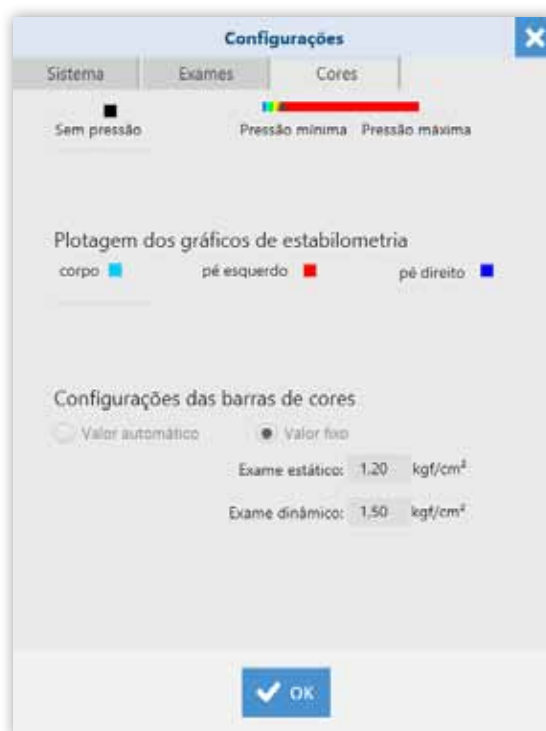 Configurações
Sistema Exames Cores
Sem pressão Pressão mínima Pressão máxima
Plotagem dos gráficos de estabilometria
corpo pé esquerdo pé direito
Configurações das barras de cores
Valor automático Valor fixo
Exame estático: 1,20 kgf/cm²
Exame dinâmico: 1,50 kgf/cm²
OK